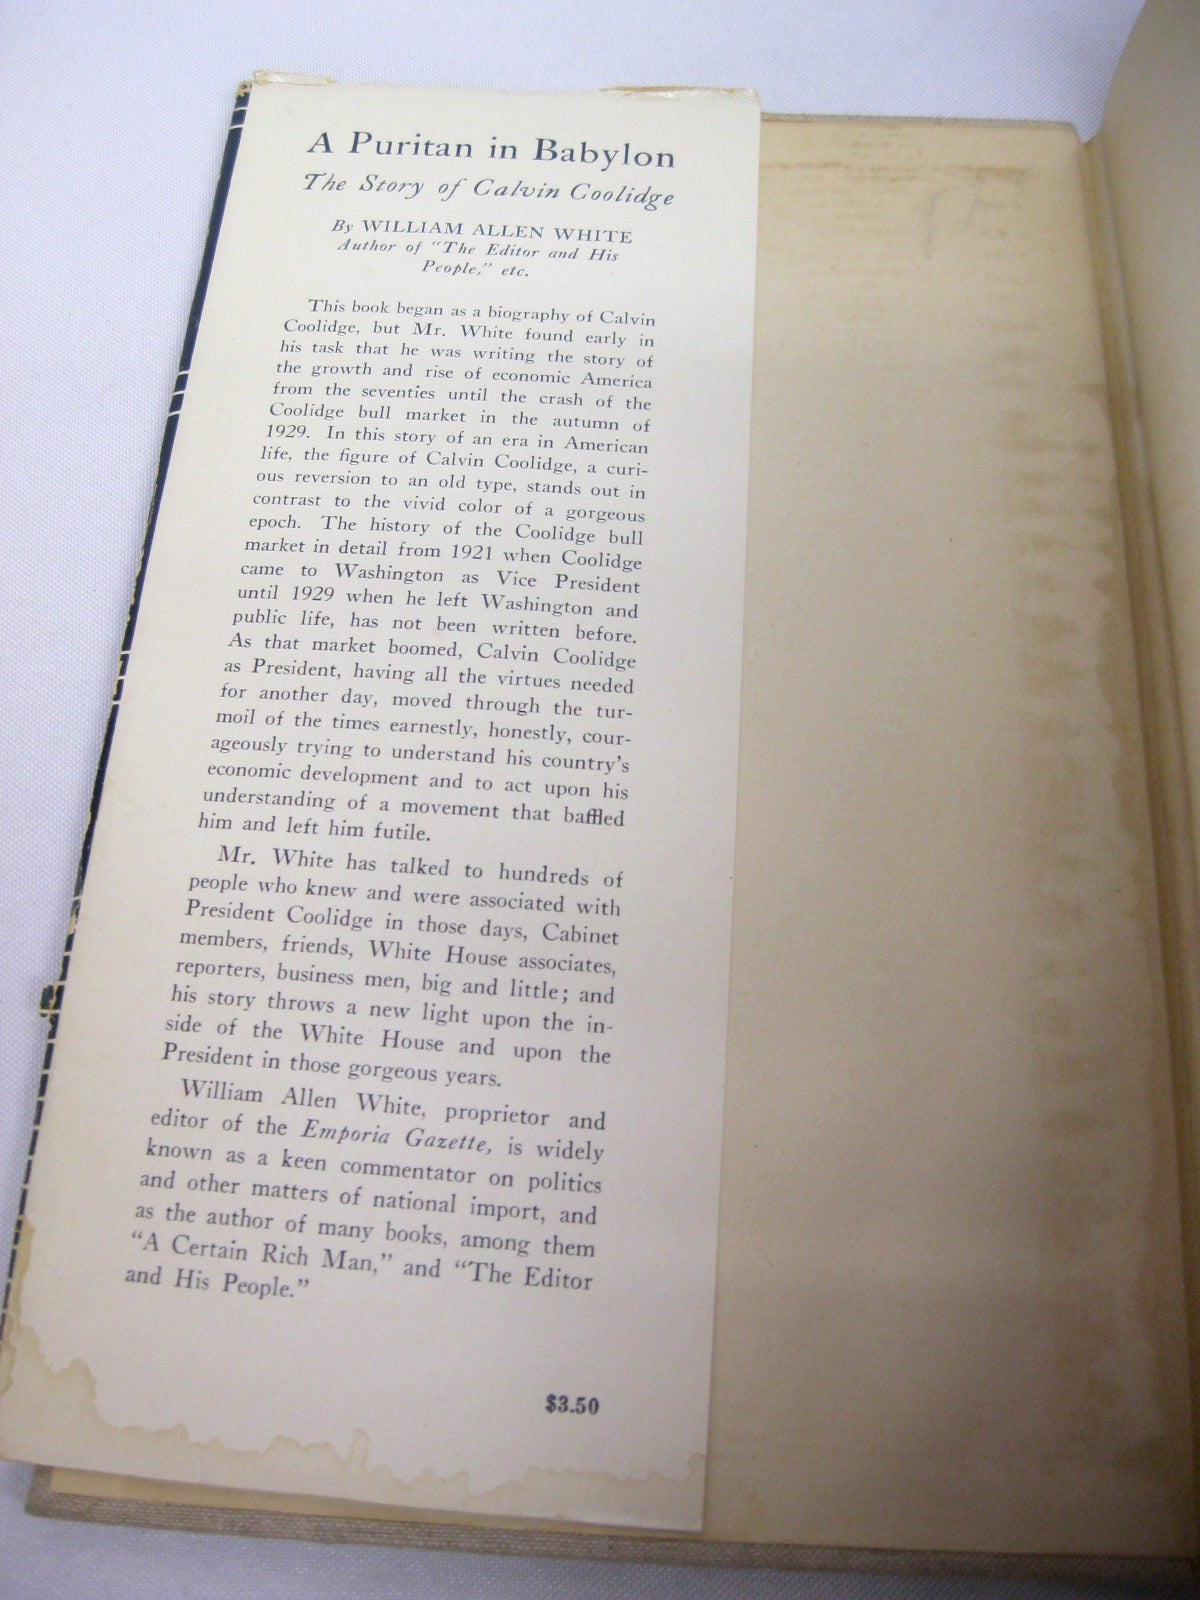 A Puritan in Babylon
The Story of Calvin Coolidge
By WILLIAM ALLEN WHITE
Author of "The Editor and His
People," etc.
This book began as a biography of Calvin
Coolidge, but Mr. White found early in
his task that he was writing the story of
the growth and rise of economic America
from the seventies until the crash of the
Coolidge bull market in the autumn of
1929. In this story of an era in American
life, the figure of Calvin Coolidge, a curi-
ous reversion to an old type, stands out in
contrast to the vivid color of a gorgeous
epoch. The history of the Coolidge bull
market in detail from 1921 when Coolidge
came to Washington as Vice President
until 1929 when he left Washington and
public life, has not been written before.
As that market boomed, Calvin Coolidge
as President, having all the virtues needed
for another day, moved through the tur-
moil of the times earnestly, honestly, cour-
ageously trying to understand his country's
economic development and to act upon his
understanding of a movement that baffled
him and left him futile.
Mr. White has talked to hundreds of
people who knew and were associated with
President Coolidge in those days, Cabinet
members, friends, White House associates,
reporters, business men, big and little; and
his story throws a new light upon the in-
side of the White House and upon the
President in those gorgeous years.
William Allen White, proprietor and
editor of the Emporia Gazette, is widely
known as a keen commentator on politics
and other matters of national import, and
as the author of many books, among them
"A Certain Rich Man," and "The Editor
and His People."
$3.50